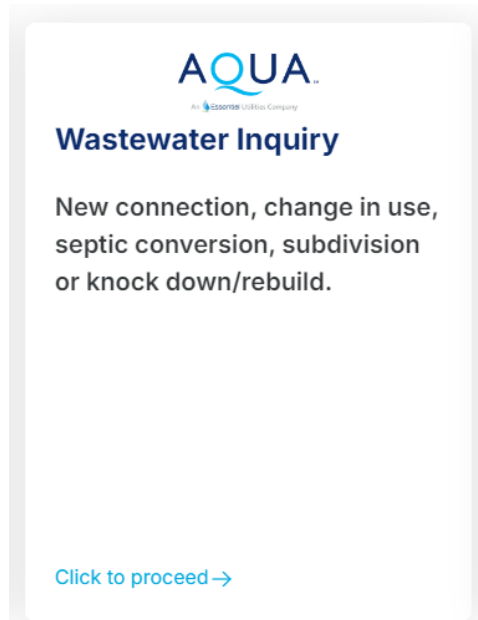 AQUA™
An Essential Utilities Company
Wastewater Inquiry
New connection, change in use,
septic conversion, subdivision
or knock down/rebuild.
Click to proceed→